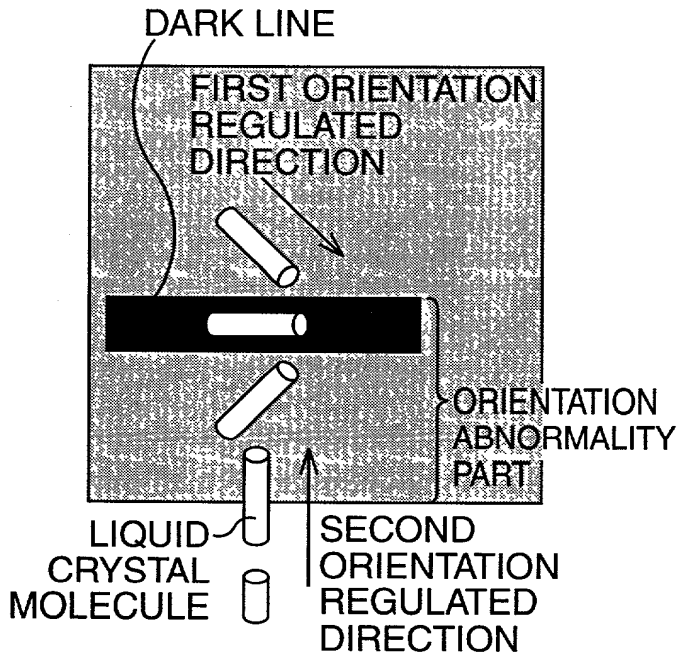 DARK LINE
FIRST ORIENTATION
REGULATED
DIRECTION
ORIENTATION
ABNORMALITY
PART
LIQUID
CRYSTAL
MOLECULE
SECOND
ORIENTATION
REGULATED
DIRECTION